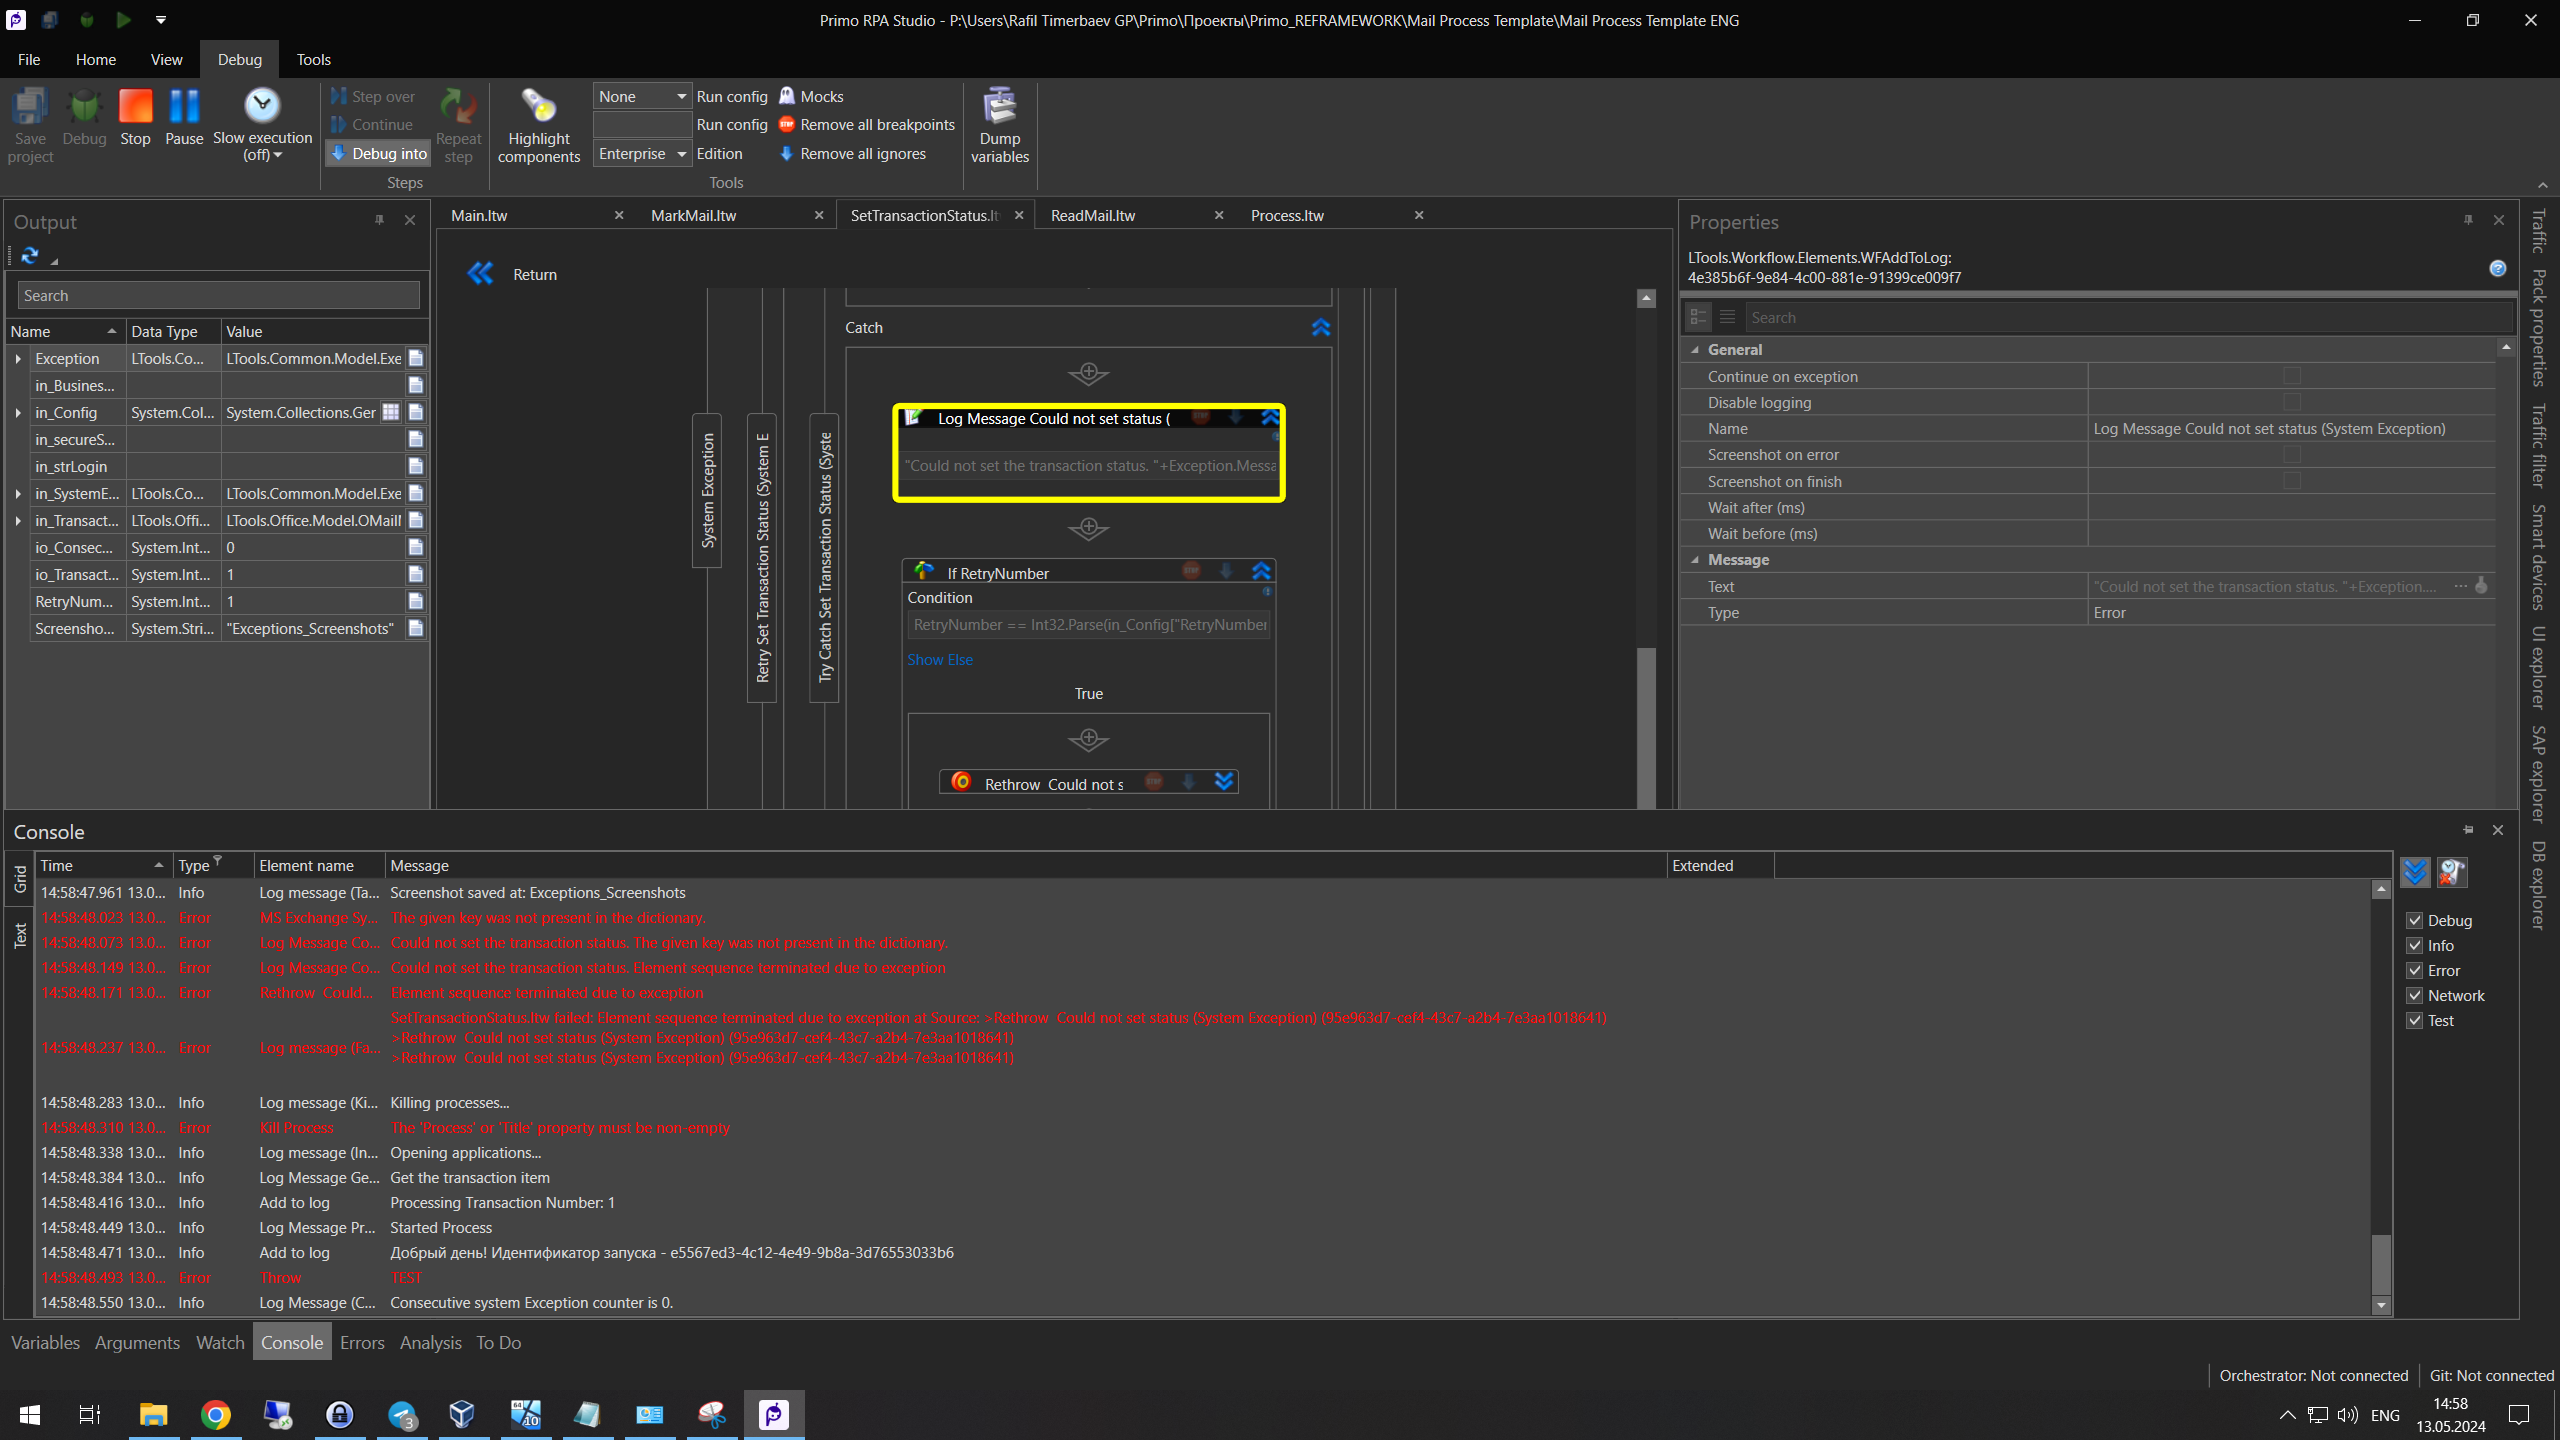 Primo RPA Studio - P:\Users\Rafil Timerbaev GP\Primo\Проекты\Primo_REFRAMEWORK\Mail Process Template\Mail Process Template ENG
File Home View Debug Tools
Save project
Debug
Stop
Pause
Slow execution (off)
Step over
Continue
Debug into
Repeat step
Steps
Highlight components
None Run config
Run config
Enterprise Edition
Mocks
Remove all breakpoints
Remove all ignores
Tools
Dump variables
Output
Search
Name Data Type Value
Exception LTools.Co... LTools.Common.Model.Exe
in_Busines...
in_Config System.Col... System.Collections.Ger
in_secureS...
in_strLogin
in_SystemE... LTools.Co... LTools.Common.Model.Exe
in_Transact... LTools.Offi... LTools.Office.Model.OMail
io_Consec... System.Int... 0
io_Transact... System.Int... 1
RetryNum... System.Int... 1
Screensho... System.Stri... "Exceptions_Screenshots"
Main.ltw
MarkMail.ltw
SetTransactionStatus.lt
ReadMail.ltw
Process.ltw
Return
System Exception
Retry Set Transaction Status (System E
Try Catch Set Transaction Status (Syste
Catch
Log Message Could not set status (
"Could not set the transaction status. "+Exception.Messa
If RetryNumber
Condition
RetryNumber == Int32.Parse(in_Config["RetryNumber
Show Else
True
Rethrow Could not s
Properties
LTools.Workflow.Elements.WFAddToLog:
4e385b6f-9e84-4c00-881e-91399ce009f7
Search
General
Continue on exception
Disable logging
Name Log Message Could not set status (System Exception)
Screenshot on error
Screenshot on finish
Wait after (ms)
Wait before (ms)
Message
Text "Could not set the transaction status. "+Exception....
Type Error
Traffic
Pack properties
Traffic filter
Smart devices
UI explorer
SAP explorer
DB explorer
Console
Grid
Text
Time Type Element name Message Extended
14:58:47.961 13.0... Info Log message (Ta... Screenshot saved at: Exceptions_Screenshots
14:58:48.023 13.0... Error MS Exchange Sy... The given key was not present in the dictionary.
14:58:48.073 13.0... Error Log Message Co... Could not set the transaction status. The given key was not present in the dictionary.
14:58:48.149 13.0... Error Log Message Co... Could not set the transaction status. Element sequence terminated due to exception
14:58:48.171 13.0... Error Rethrow Could... Element sequence terminated due to exception
SetTransactionStatus.ltw failed: Element sequence terminated due to exception at Source: >Rethrow Could not set status (System Exception) (95e963d7-cef4-43c7-a2b4-7e3aa1018641)
>Rethrow Could not set status (System Exception) (95e963d7-cef4-43c7-a2b4-7e3aa1018641)
14:58:48.237 13.0... Error Log message (Fa... >Rethrow Could not set status (System Exception) (95e963d7-cef4-43c7-a2b4-7e3aa1018641)
14:58:48.283 13.0... Info Log message (Ki... Killing processes...
14:58:48.310 13.0... Error Kill Process The 'Process' or 'Title' property must be non-empty
14:58:48.338 13.0... Info Log message (In... Opening applications...
14:58:48.384 13.0... Info Log Message Ge... Get the transaction item
14:58:48.416 13.0... Info Add to log Processing Transaction Number: 1
14:58:48.449 13.0... Info Log Message Pr... Started Process
14:58:48.471 13.0... Info Add to log Добрый день! Идентификатор запуска - e5567ed3-4c12-4e49-9b8a-3d76553033b6
14:58:48.493 13.0... Error Throw TEST
14:58:48.550 13.0... Info Log Message (C... Consecutive system Exception counter is 0.
Debug
Info
Error
Network
Test
Variables Arguments Watch Console Errors Analysis To Do
Orchestrator: Not connected Git: Not connected
3
64
10
ENG
14:58
13.05.2024